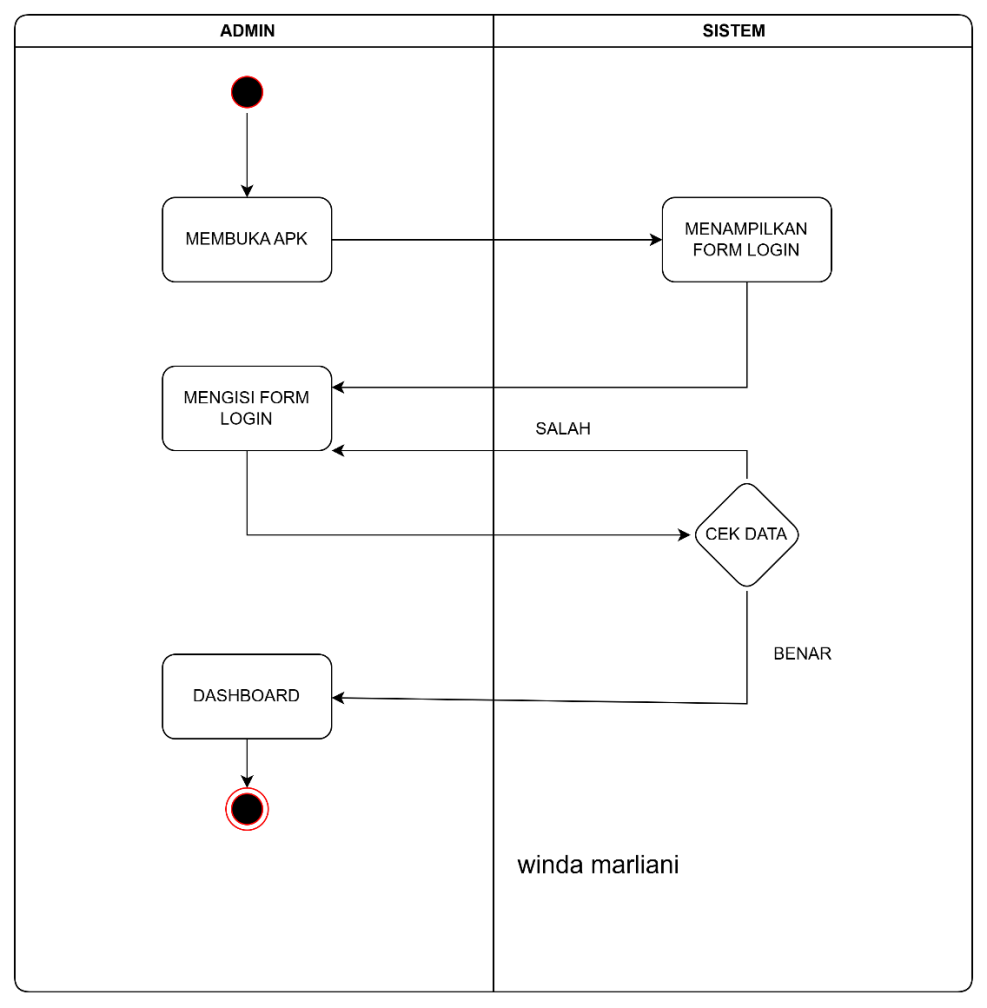 ADMIN
SISTEM
MEMBUKA APK
MENAMPILKAN
FORM LOGIN
MENGISI FORM
LOGIN
SALAH
CEK DATA
BENAR
DASHBOARD
winda marliani